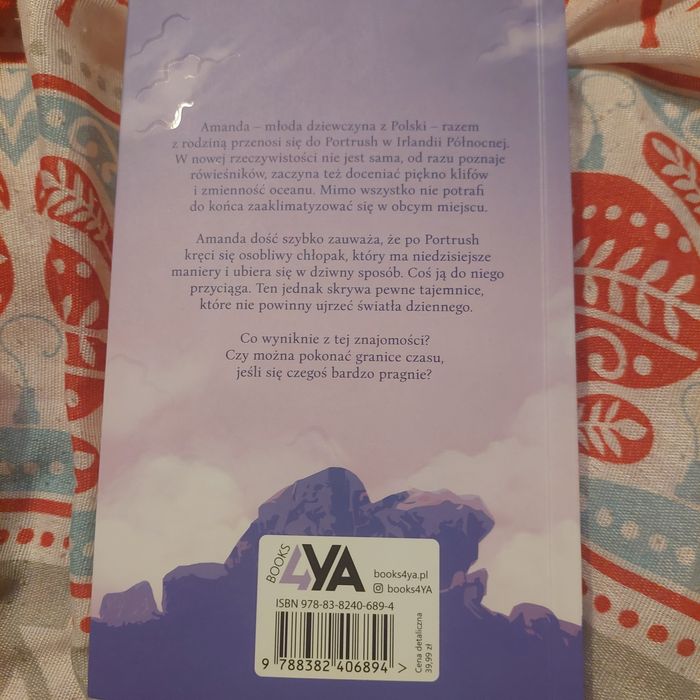 Amanda – młoda dziewczyna z Polski – razem
z rodziną przenosi się do Portrush w Irlandii Północnej.
W nowej rzeczywistości nie jest sama, od razu poznaje
rówieśników, zaczyna też doceniać piękno klifów
i zmienność oceanu. Mimo wszystko nie potrafi
do końca zaaklimatyzować się w obcym miejscu.
Amanda dość szybko zauważa, że po Portrush
kręci się osobliwy chłopak, który ma niedzisiejsze
maniery i ubiera się w dziwny sposób. Coś ją do niego
przyciąga. Ten jednak skrywa pewne tajemnice,
które nie powinny ujrzeć światła dziennego.
Co wyniknie z tej znajomości?
Czy można pokonać granice czasu,
jeśli się czegoś bardzo pragnie?
BOOKS
4YA
books4ya.pl
books4YA
ISBN 978-83-8240-689-4
9 788382 406894 >
Cena detaliczna
39,99 zł